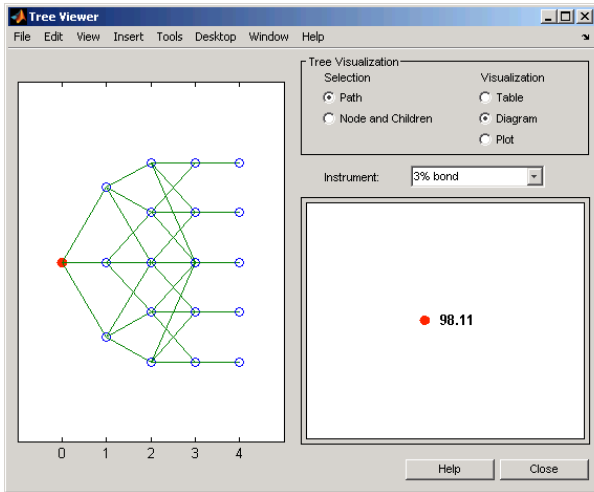 Tree Viewer
File Edit View Insert Tools Desktop Window Help
Tree Visualization
Selection Visualization
Path Table
Node and Children Diagram
Plot
Instrument: 3% bond
98.11
0 1 2 3 4
Help Close